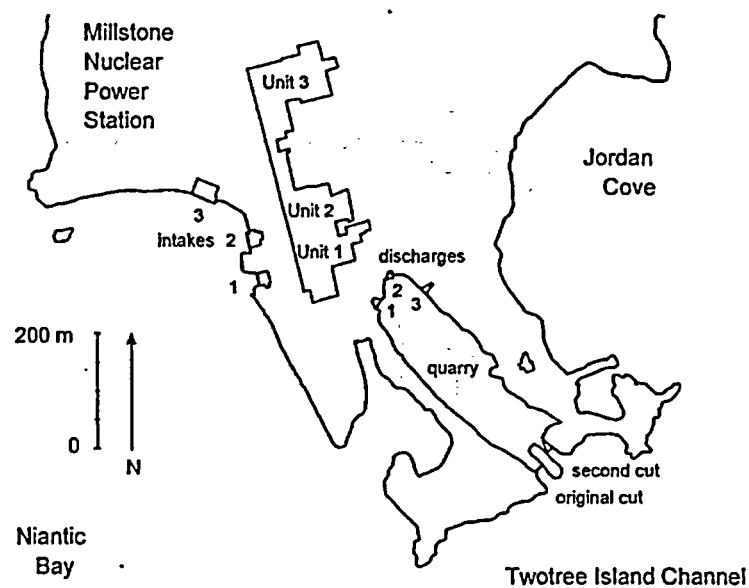 Millstone
Nuclear
Power
Station
Unit 3
Jordan
Cove
3
intakes 2
Unit 2
Unit 1
1
discharges
2
1
3
200 m
quarry
0
N
second cut
original cut
Niantic
Bay
Twotree Island Channel